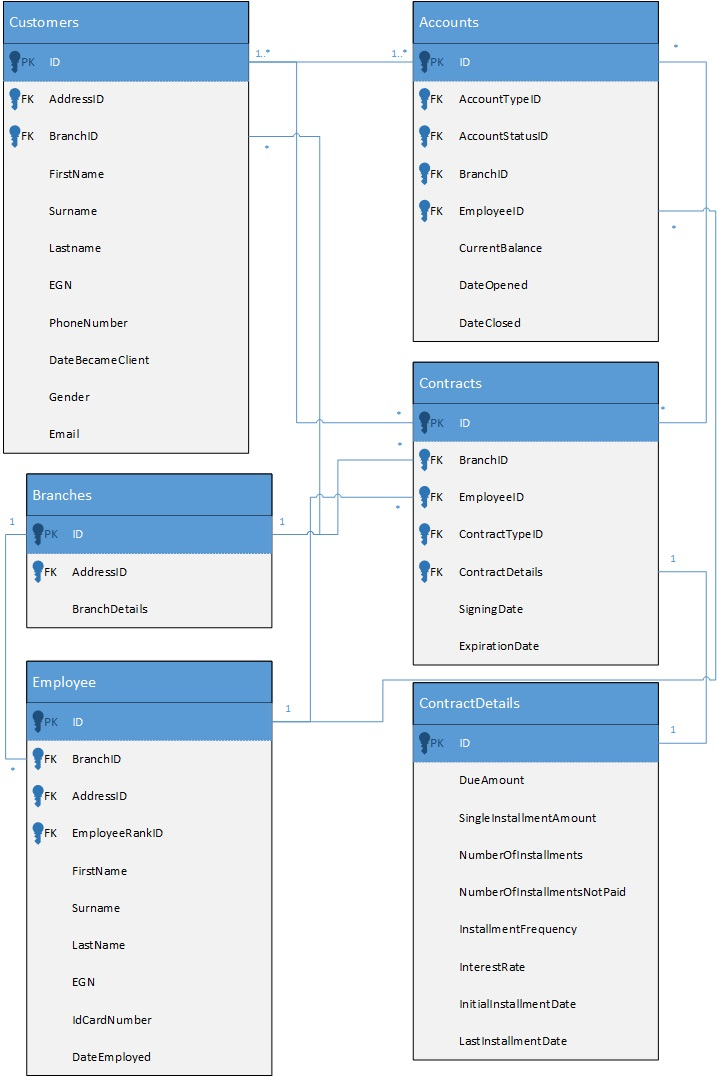 Customers
PK ID
FK AddressID
FK BranchID
FirstName
Surname
Lastname
EGN
PhoneNumber
DateBecameClient
Gender
Email
1..*
1..*
*
Accounts
PK ID
FK AccountTypeID
FK AccountStatusID
FK BranchID
FK EmployeeID
CurrentBalance
DateOpened
DateClosed
*
*
Contracts
PK ID
FK BranchID
FK EmployeeID
FK ContractTypeID
FK ContractDetails
SigningDate
ExpirationDate
*
*
*
*
1
Branches
PK ID
FK AddressID
BranchDetails
1
1
Employee
PK ID
FK BranchID
FK AddressID
FK EmployeeRankID
FirstName
Surname
LastName
EGN
IdCardNumber
DateEmployed
1
*
ContractDetails
PK ID
DueAmount
SingleInstallmentAmount
NumberOfInstallments
NumberOfInstallmentsNotPaid
InstallmentFrequency
InterestRate
InitialInstallmentDate
LastInstallmentDate
1